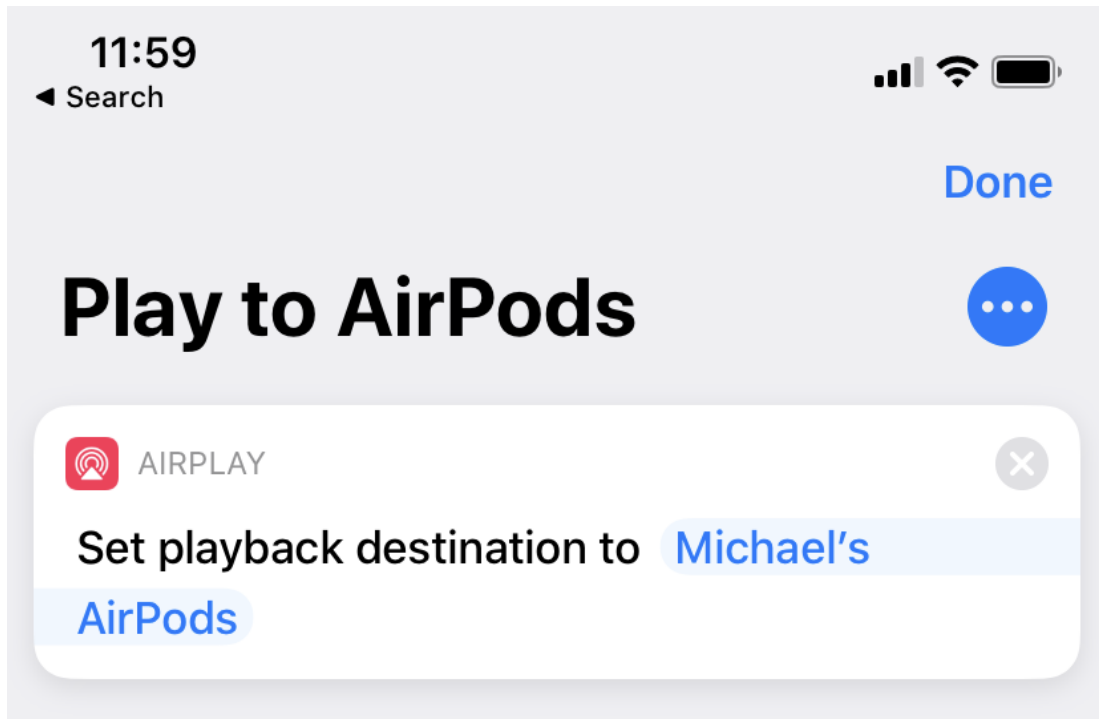 11:59
Search
Done
Play to AirPods
AIRPLAY
Set playback destination to Michael’s
AirPods